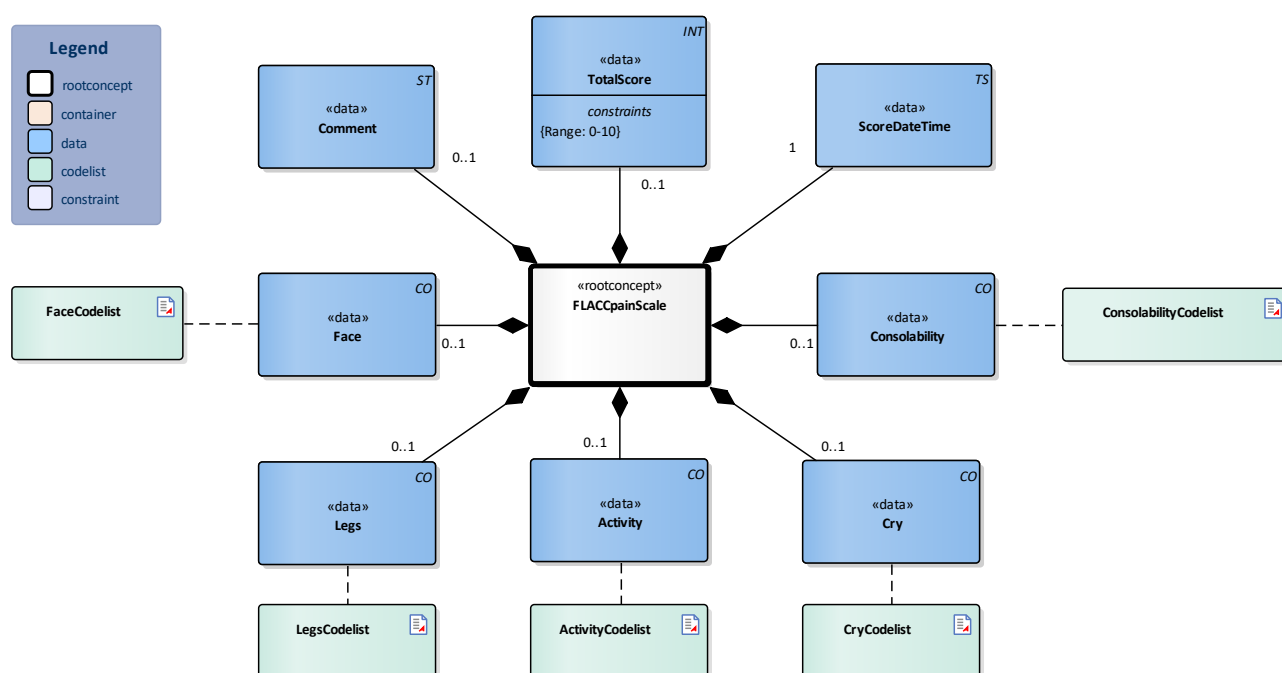 Legend
rootconcept
container
data
codelist
constraint
ST
«data»
Comment
0..1
INT
«data»
TotalScore
constraints
{Range: 0-10}
0..1
TS
«data»
ScoreDateTime
1
FaceCodelist
CO
«data»
Face
0..1
«rootconcept»
FLACCpainScale
CO
«data»
Consolability
0..1
ConsolabilityCodelist
0..1
CO
«data»
Legs
0..1
CO
«data»
Activity
0..1
CO
«data»
Cry
LegsCodelist
ActivityCodelist
CryCodelist